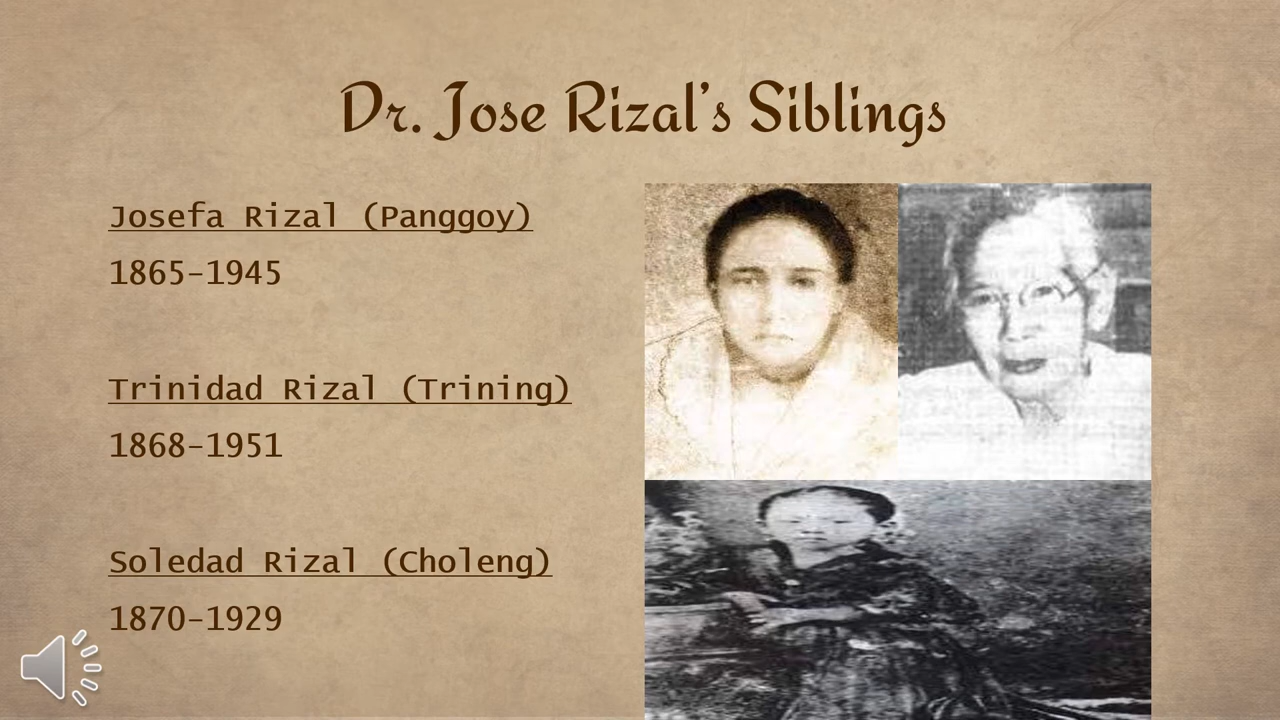 Dr. Jose Rizal's Siblings
Josefa Rizal (Panggoy)
1865-1945
Trinidad Rizal (Trining)
1868-1951
Soledad Rizal (Choleng)
1870-1929